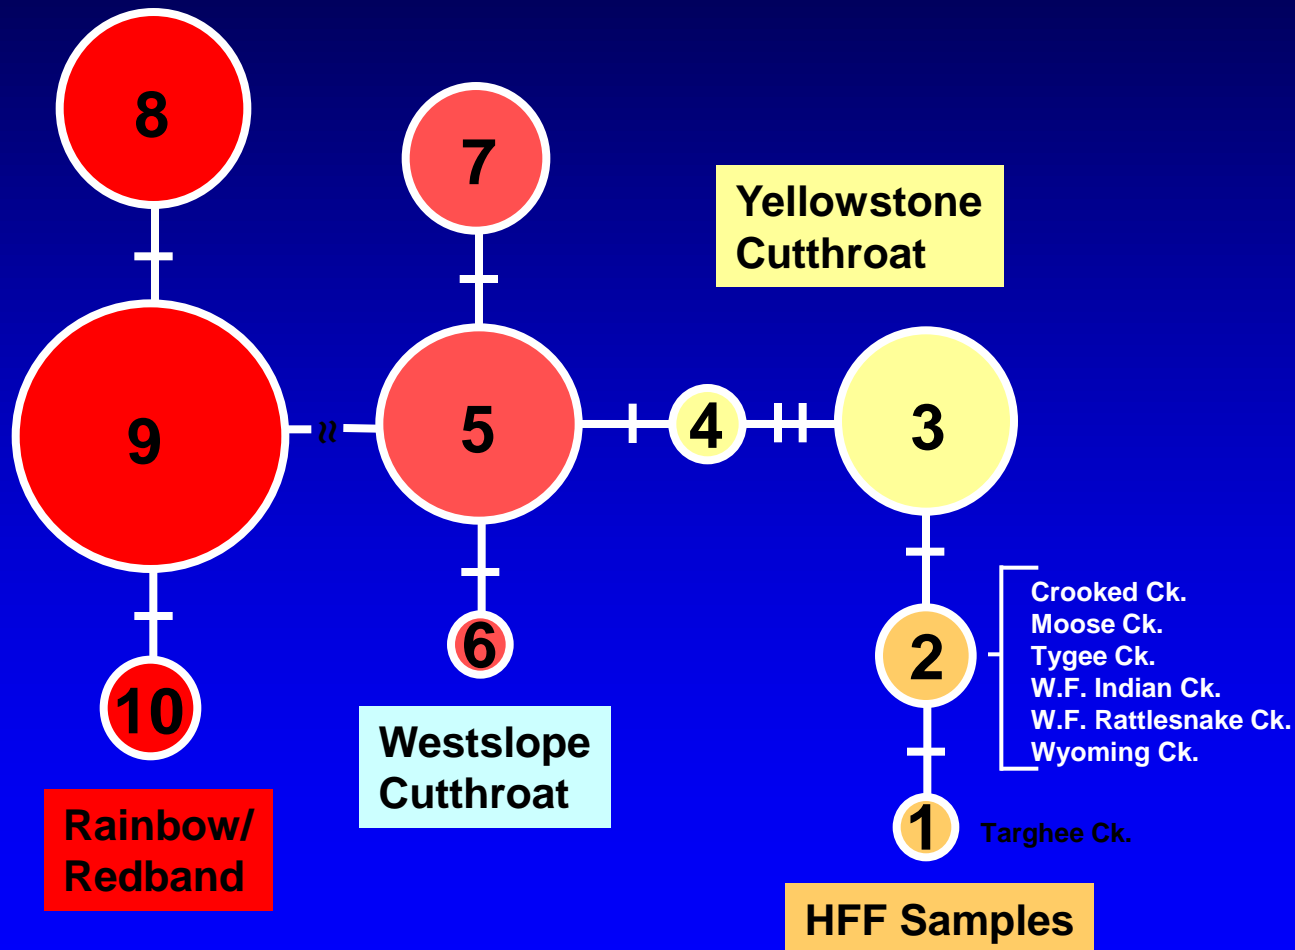 8
7
Yellowstone
Cutthroat
9
≈
5
4
3
6
2
Crooked Ck.
Moose Ck.
Tygee Ck.
W.F. Indian Ck.
W.F. Rattlesnake Ck.
Wyoming Ck.
10
Westslope
Cutthroat
1
Targhee Ck.
Rainbow/
Redband
HFF Samples